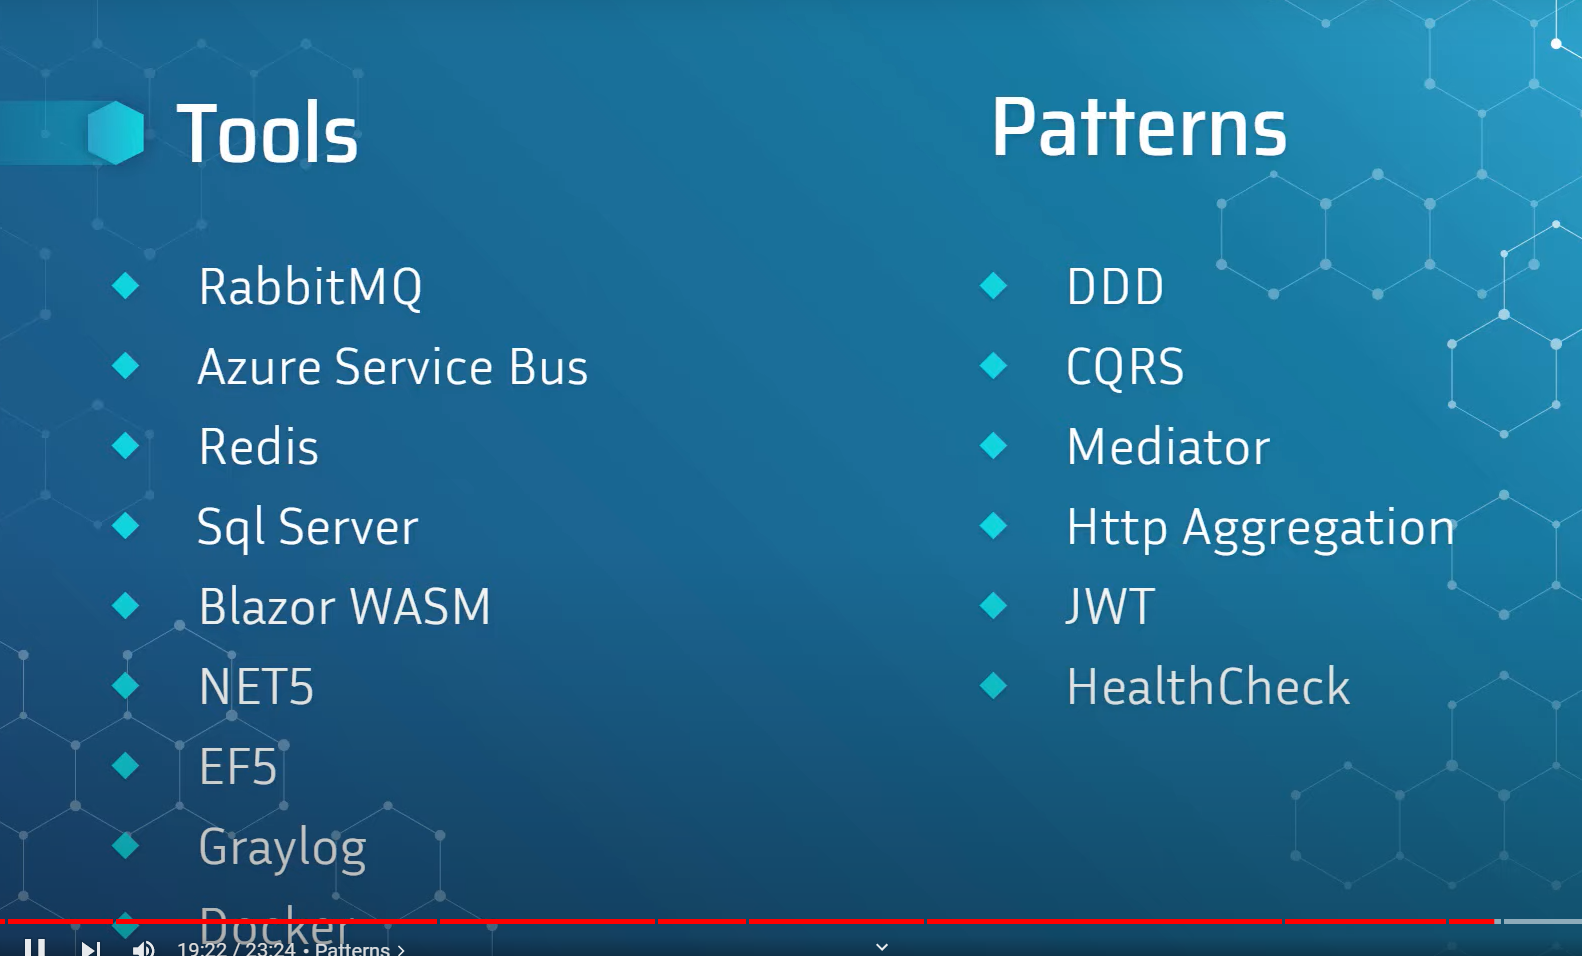 Tools
RabbitMQ
Azure Service Bus
Redis
Sql Server
Blazor WASM
NET5
EF5
Graylog
Docker
Patterns
DDD
CQRS
Mediator
Http Aggregation
JWT
HealthCheck
19:22 / 23:24 • Patterns >